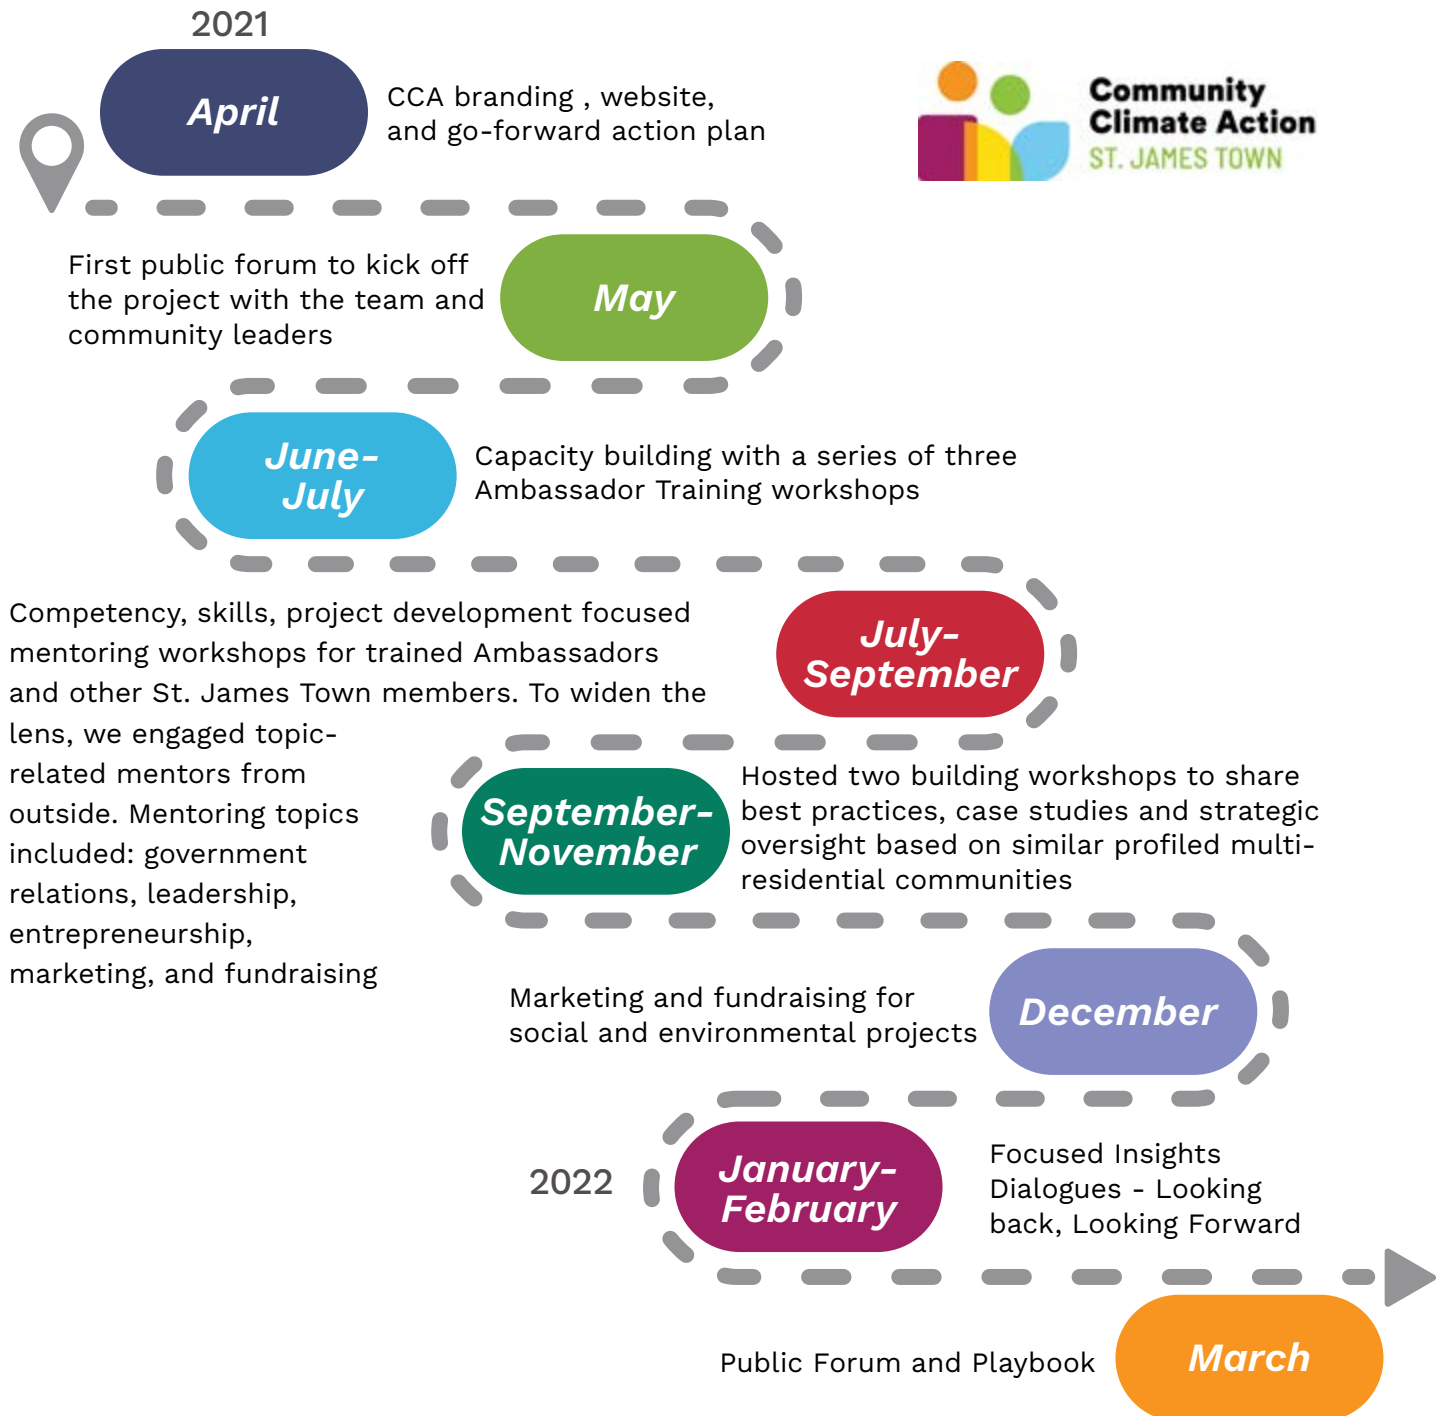 2021
April
CCA branding , website,
and go-forward action plan
Community
Climate Action
ST. JAMES TOWN
First public forum to kick off
the project with the team and
community leaders
May
June-
July
Capacity building with a series of three
Ambassador Training workshops
Competency, skills, project development focused
mentoring workshops for trained Ambassadors
and other St. James Town members. To widen the
lens, we engaged topic-
related mentors from
outside. Mentoring topics
included: government
relations, leadership,
entrepreneurship,
marketing, and fundraising
July-
September
September-
November
Hosted two building workshops to share
best practices, case studies and strategic
oversight based on similar profiled multi-
residential communities
Marketing and fundraising for
social and environmental projects
December
2022
January-
February
Focused Insights
Dialogues - Looking
back, Looking Forward
Public Forum and Playbook
March